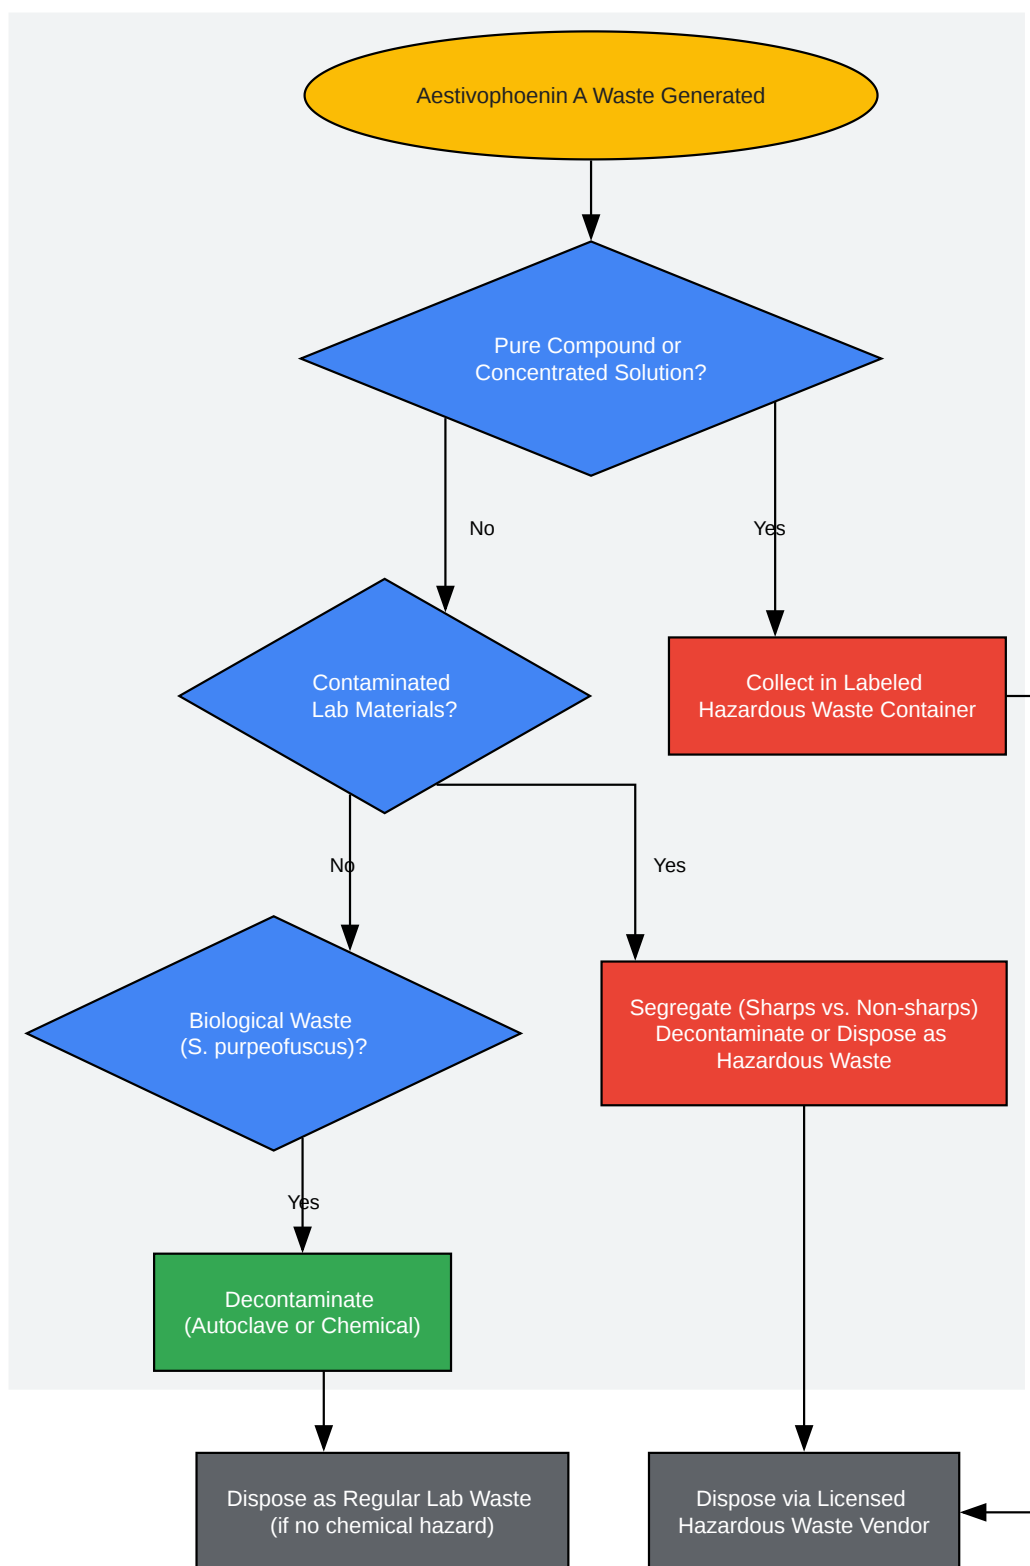 Aestivophoenin A Waste Generated
Pure Compound or
Concentrated Solution?
No
Yes
Contaminated
Lab Materials?
Collect in Labeled
Hazardous Waste Container
No
Yes
Biological Waste
(S. purpeofuscus)?
Segregate (Sharps vs. Non-sharps)
Decontaminate or Dispose as
Hazardous Waste
Yes
Decontaminate
(Autoclave or Chemical)
Dispose as Regular Lab Waste
(if no chemical hazard)
Dispose via Licensed
Hazardous Waste Vendor